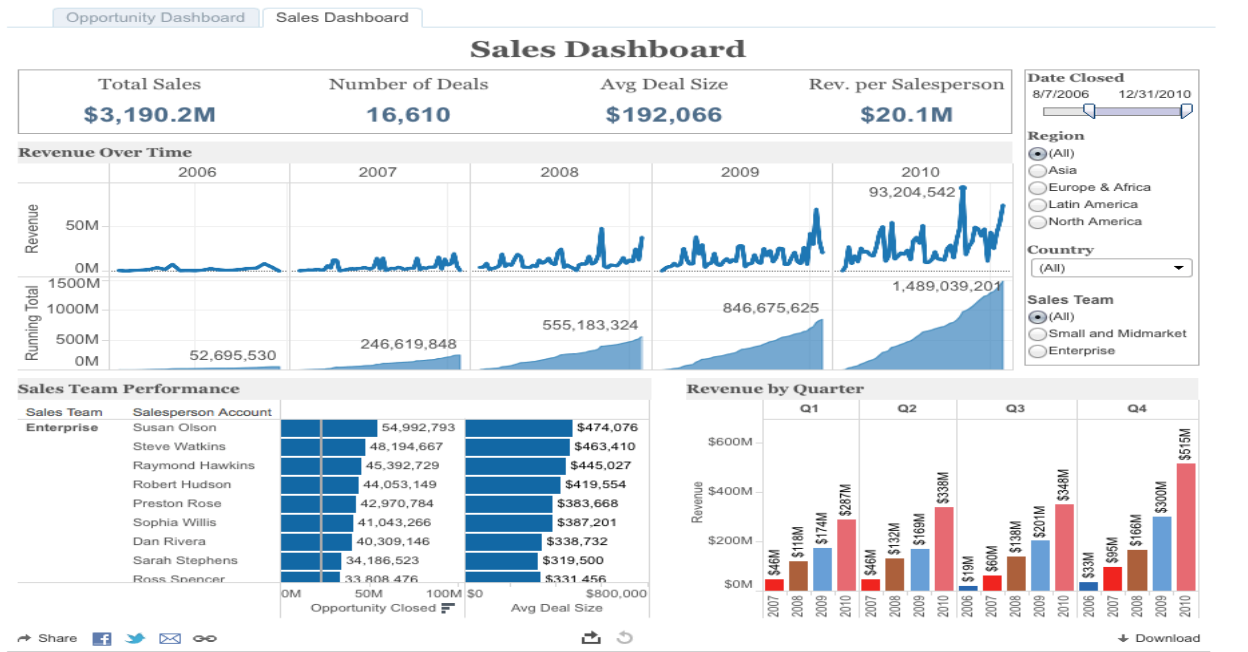 Opportunity Dashboard Sales Dashboard
Sales Dashboard
Total Sales Number of Deals Avg Deal Size Rev. per Salesperson
$3,190.2M 16,610 $192,066 $20.1M
Date Closed
8/7/2006 12/31/2010
Region
(All)
Asia
Europe & Africa
Latin America
North America
Country
(All)
Sales Team
(All)
Small and Midmarket
Enterprise
Revenue Over Time
2006 2007 2008 2009 2010
Revenue
50M
0M
93,204,542
Running Total
1500M
1000M
500M
0M
52,695,530 246,619,848 555,183,324 846,675,625 1,489,039,201
Sales Team Performance
Sales Team Salesperson Account
Enterprise Susan Olson 54,992,793 $474,076
Steve Watkins 48,194,667 $463,410
Raymond Hawkins 45,392,729 $445,027
Robert Hudson 44,053,149 $419,554
Preston Rose 42,970,784 $383,668
Sophia Willis 41,043,266 $387,201
Dan Rivera 40,309,146 $338,732
Sarah Stephens 34,186,523 $319,500
Ross Spencer 33,808,476 $331,456
0M 50M 100M $0 $800,000
Opportunity Closed Avg Deal Size
Revenue by Quarter
Q1 Q2 Q3 Q4
Revenue
$600M
$400M
$200M
$0M
$46M $118M $174M $287M $46M $132M $169M $338M $19M $60M $138M $201M $348M $33M $95M $166M $300M $515M
2007 2008 2009 2010 2007 2008 2009 2010 2006 2007 2008 2009 2010 2006 2007 2008 2009 2010
Share
Download